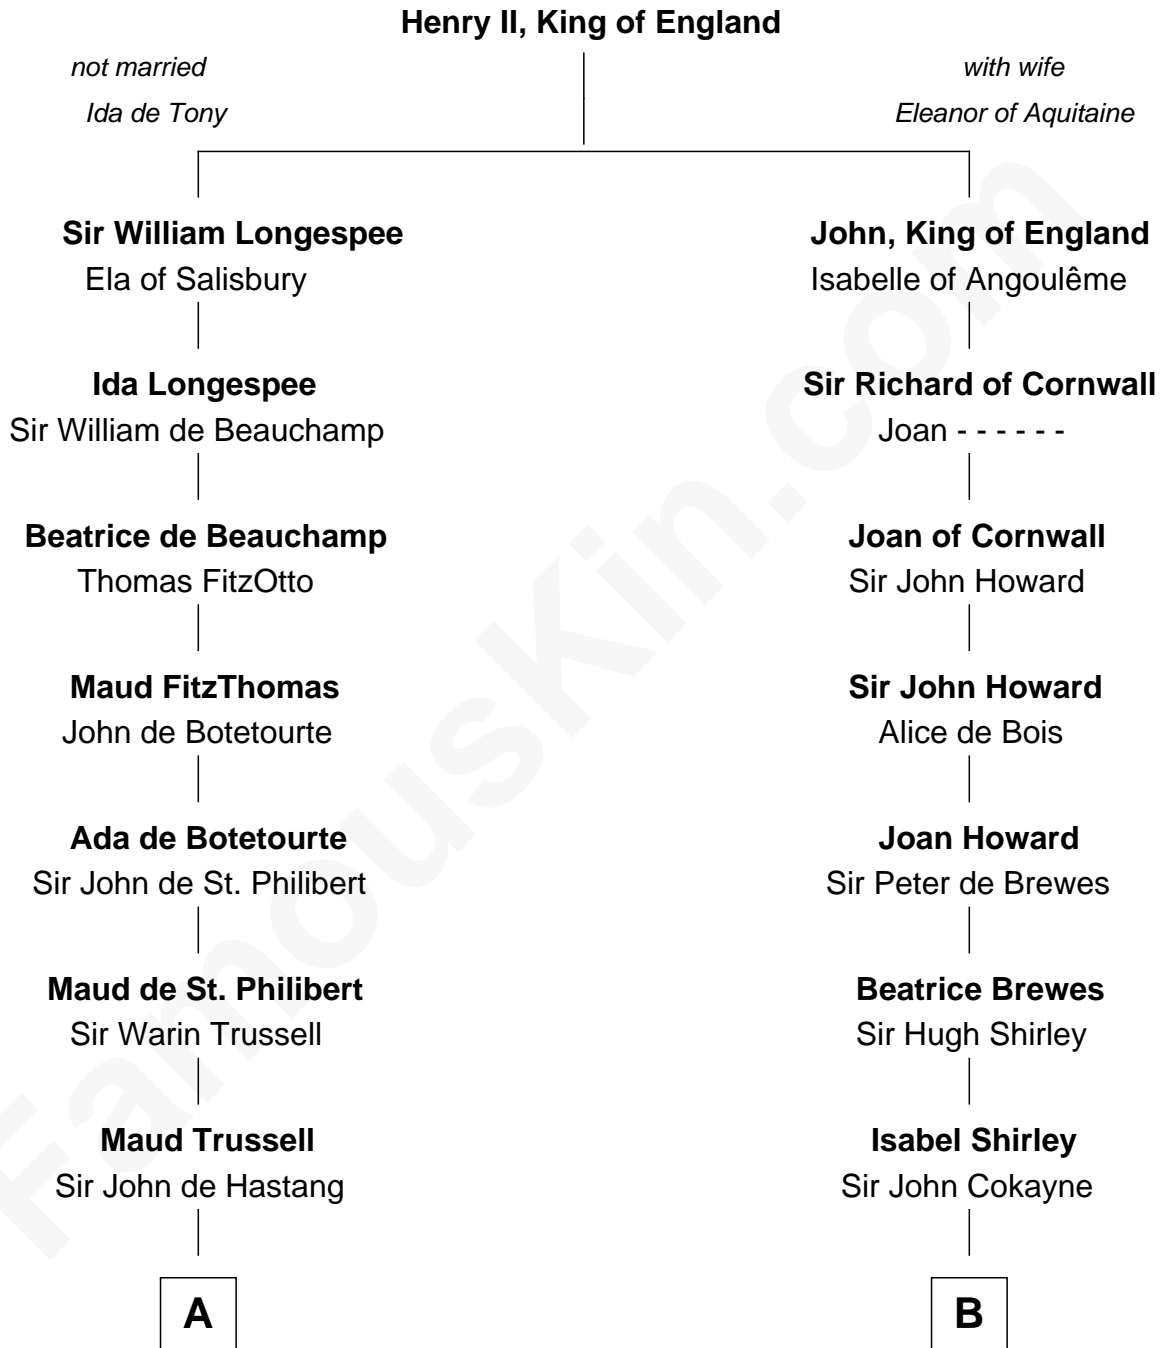 Henry II, King of England
not married
Ida de Tony
with wife
Eleanor of Aquitaine
Sir William Longespee
Ela of Salisbury
John, King of England
Isabelle of Angoulême
Ida Longespee
Sir William de Beauchamp
Sir Richard of Cornwall
Joan - - - - - -
Beatrice de Beauchamp
Thomas FitzOtto
Joan of Cornwall
Sir John Howard
Maud FitzThomas
John de Botetourte
Sir John Howard
Alice de Bois
Ada de Botetourte
Sir John de St. Philibert
Joan Howard
Sir Peter de Brewes
Maud de St. Philibert
Sir Warin Trussell
Beatrice Brewes
Sir Hugh Shirley
Maud Trussell
Sir John de Hastang
Isabel Shirley
Sir John Cokayne
A
B
FamousKin.com